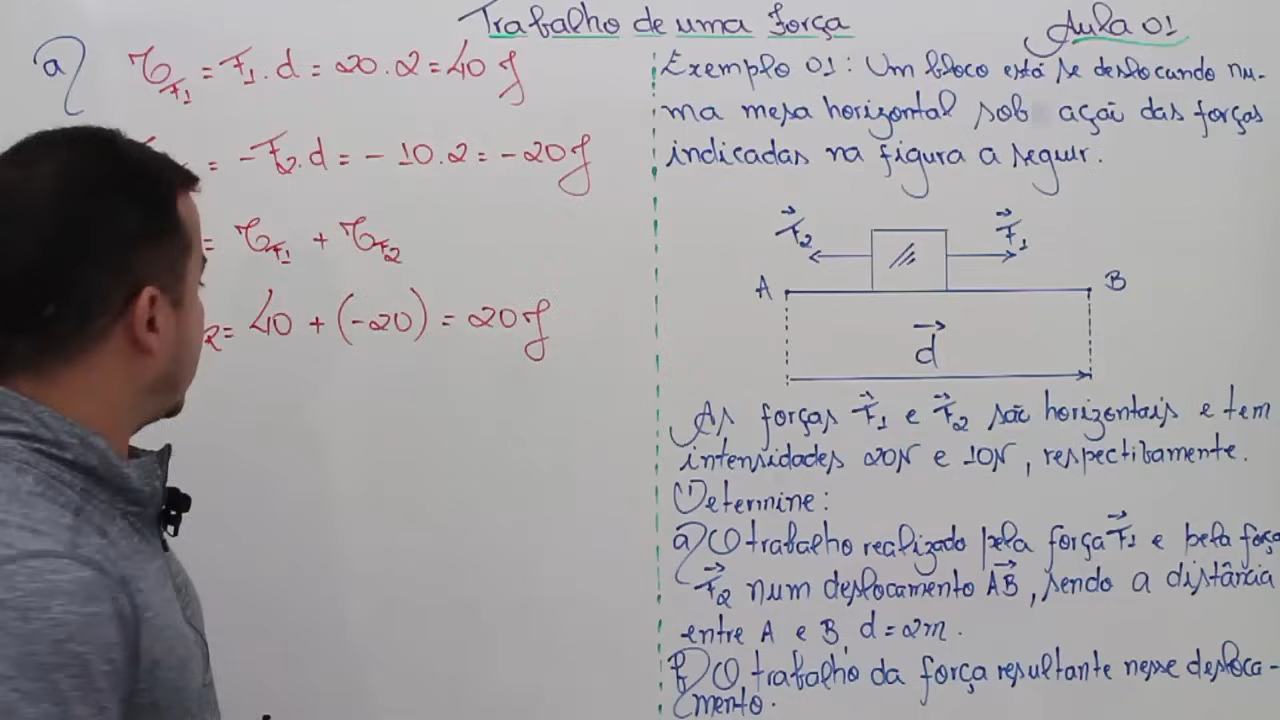 Trabalho de uma força
Aula 01
a) 𝒯F₁ = F₁ . d = 20 . 2 = 40 J
= -F₂ . d = - 10 . 2 = - 20 J
= 𝒯F₁ + 𝒯F₂
R = 40 + (-20) = 20 J
Exemplo 01: Um bloco está se deslocando nu-
ma mesa horizontal sob ação das forças
indicadas na figura a seguir.
F₂
F₁
A
B
d
As forças F₁ e F₂ são horizontais e tem
intensidades 20N e 10N, respectivamente.
Determine:
a) O trabalho realizado pela força F₁ e pela força
F₂ num deslocamento AB, sendo a distância
entre A e B d = 2m.
b) O trabalho da força resultante nesse desloca-
mento.